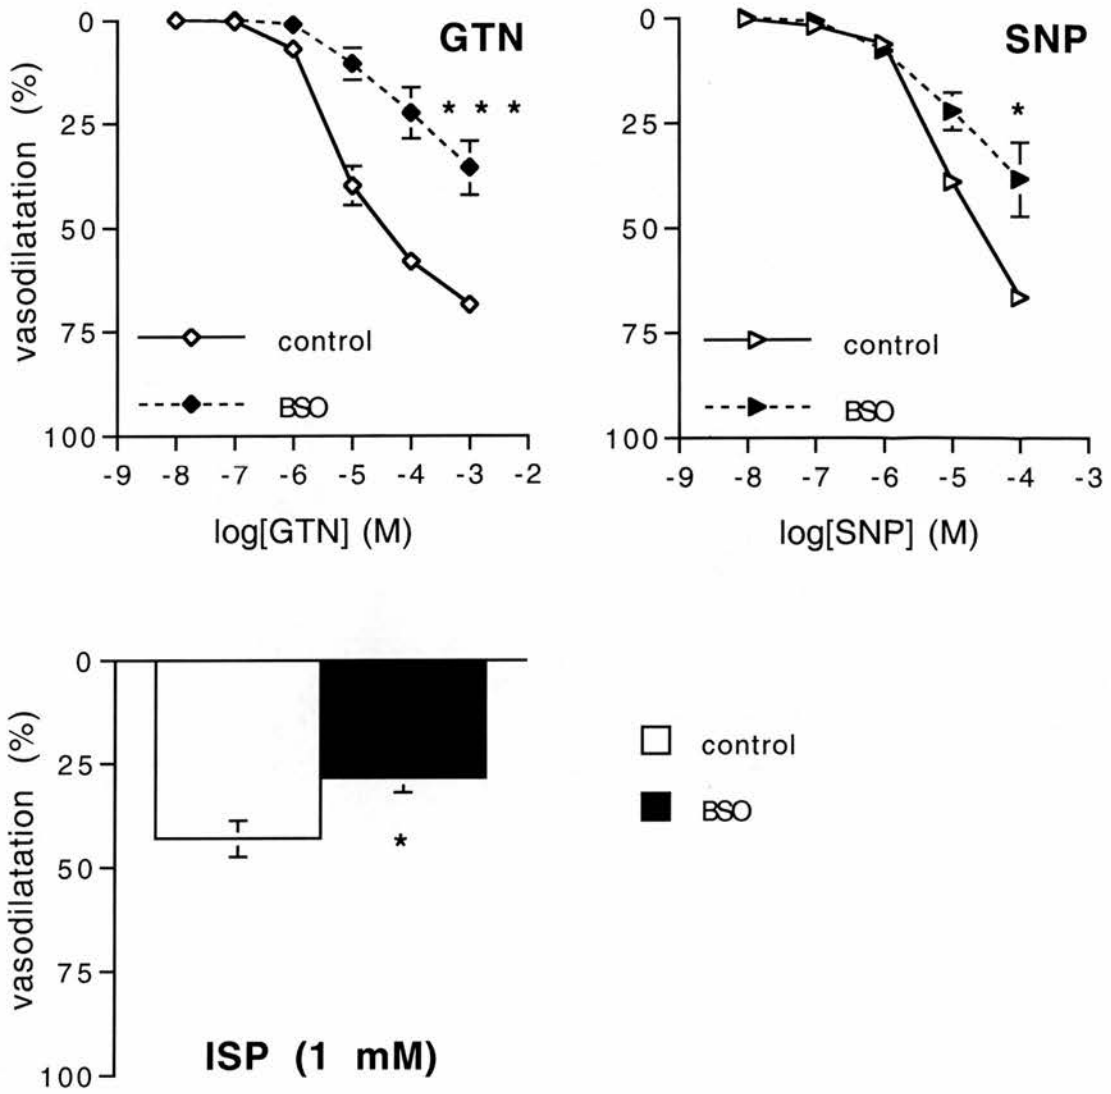 GTN
vasodilatation (%)
0
25
50
75
100
* * *
control
BSO
-9 -8 -7 -6 -5 -4 -3 -2
log[GTN] (M)
SNP
0
25
50
75
100
*
control
BSO
-9 -8 -7 -6 -5 -4 -3
log[SNP] (M)
vasodilatation (%)
0
25
50
75
100
*
ISP (1 mM)
control
BSO